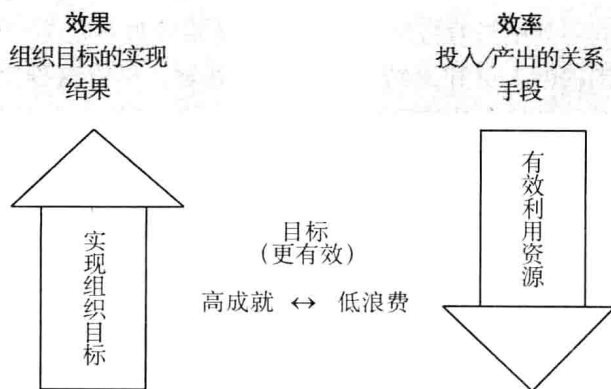 效果
组织目标的实现
结果
效率
投入/产出的关系
手段
实现组织目标
目标
(更有效)
高成就 ↔ 低浪费
有效利用资源